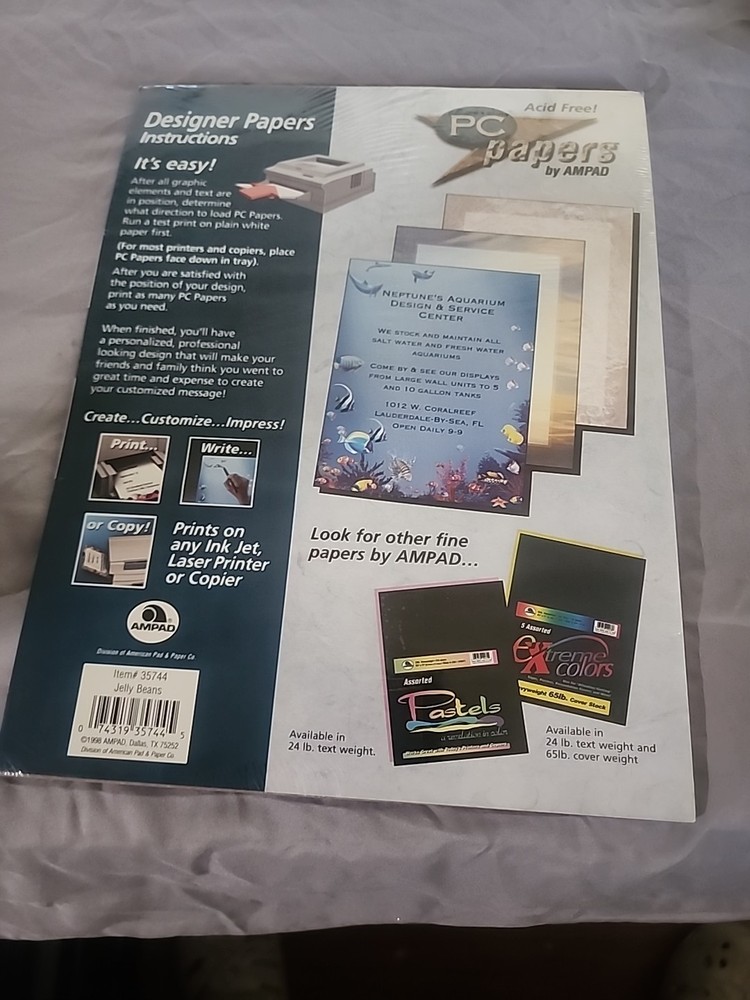 Designer Papers
Instructions
It's easy!
After all graphic
elements and text are
in position, determine
what direction to load PC Papers.
Run a test print on plain white
paper first.
(For most printers and copiers, place
PC Papers face down in tray).
After you are satisfied with
the position of your design,
print as many PC Papers
as you need.
When finished, you'll have
a personalized, professional
looking design that will make your
friends and family think you went to
great time and expense to create
your customized message!
Create...Customize...Impress!
Print...
Write...
or Copy!
Prints on
any Ink Jet,
Laser Printer
or Copier
AMPAD
Division of American Pad & Paper Co.
Item# 35744
Jelly Beans
0 74319 35744 5
©1998 AMPAD, Dallas, TX 75252
Division of American Pad & Paper Co.
Acid Free!
PC
papers
by AMPAD
Neptune's Aquarium
Design & Service
Center
We stock and maintain all
salt water and fresh water
aquariums
Come by & see our displays
from large wall units to 5
and 10 gallon tanks
1012 W. Coralreef
Lauderdale-By-Sea, FL
Open Daily 9-9
Look for other fine
papers by AMPAD...
Assorted
Pastels
a revelation in color
Available in
24 lb. text weight.
5 Assorted
Extreme
colors
65lb. Cover Stock
Available in
24 lb. text weight and
65lb. cover weight